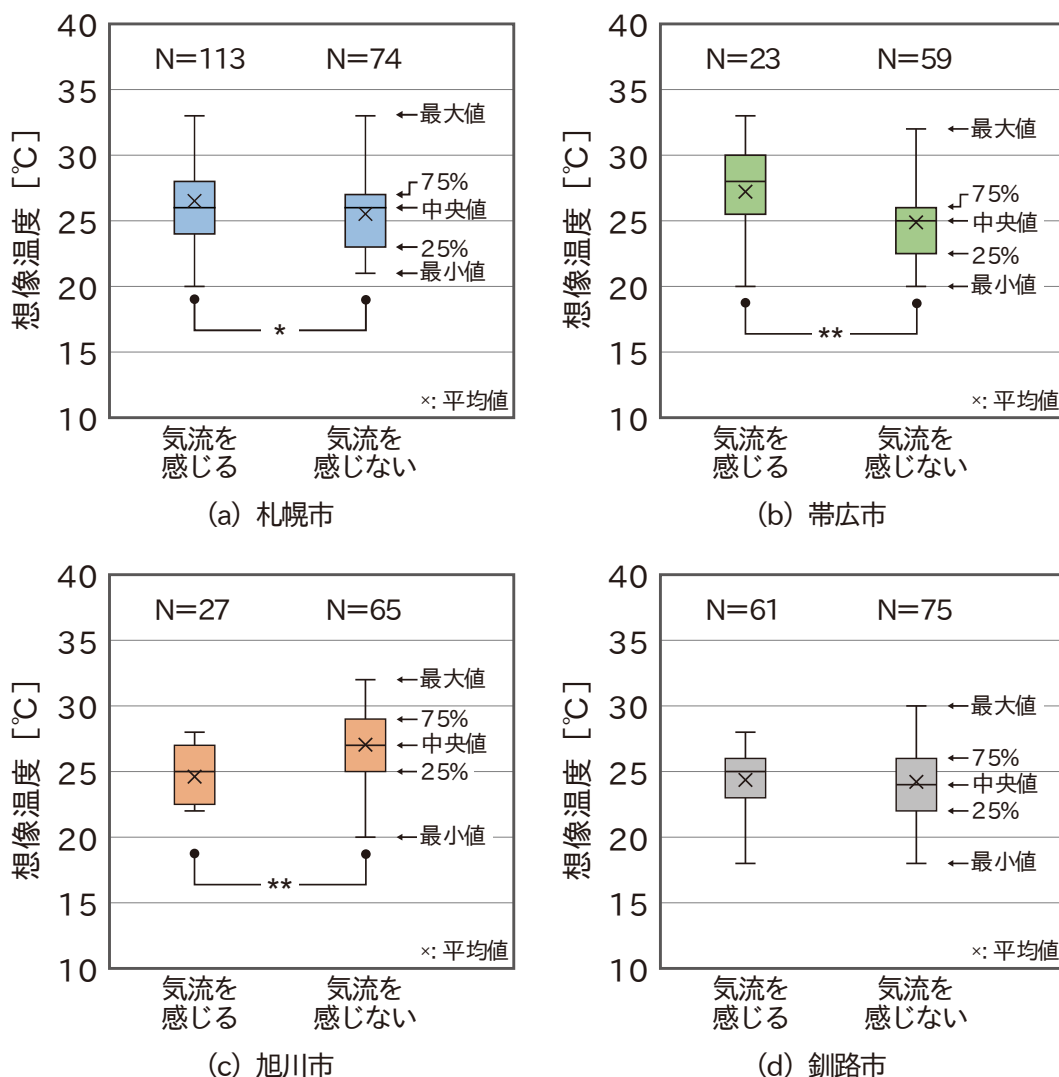 40
35
30
25
20
15
10
想像温度 [℃]
N=113
N=74
最大値
75%
中央値
25%
最小値
*
×: 平均値
気流を
感じる
気流を
感じない
(a) 札幌市
40
35
30
25
20
15
10
想像温度 [℃]
N=23
N=59
最大値
75%
中央値
25%
最小値
**
×: 平均値
気流を
感じる
気流を
感じない
(b) 帯広市
40
35
30
25
20
15
10
想像温度 [℃]
N=27
N=65
最大値
75%
中央値
25%
最小値
**
×: 平均値
気流を
感じる
気流を
感じない
(c) 旭川市
40
35
30
25
20
15
10
想像温度 [℃]
N=61
N=75
最大値
75%
中央値
25%
最小値
×: 平均値
気流を
感じる
気流を
感じない
(d) 釧路市